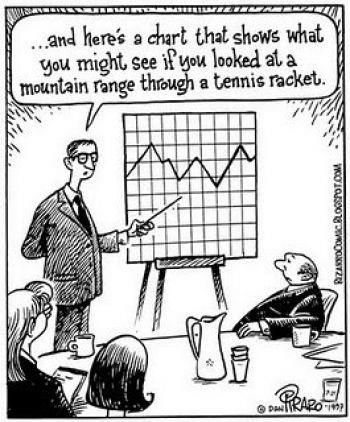 ...and here's a chart that shows what
you might see if you looked at a
mountain range through a tennis racket.
BIZARROCOMIC.BLOGSPOT.COM
© DAN PIRARO -1997